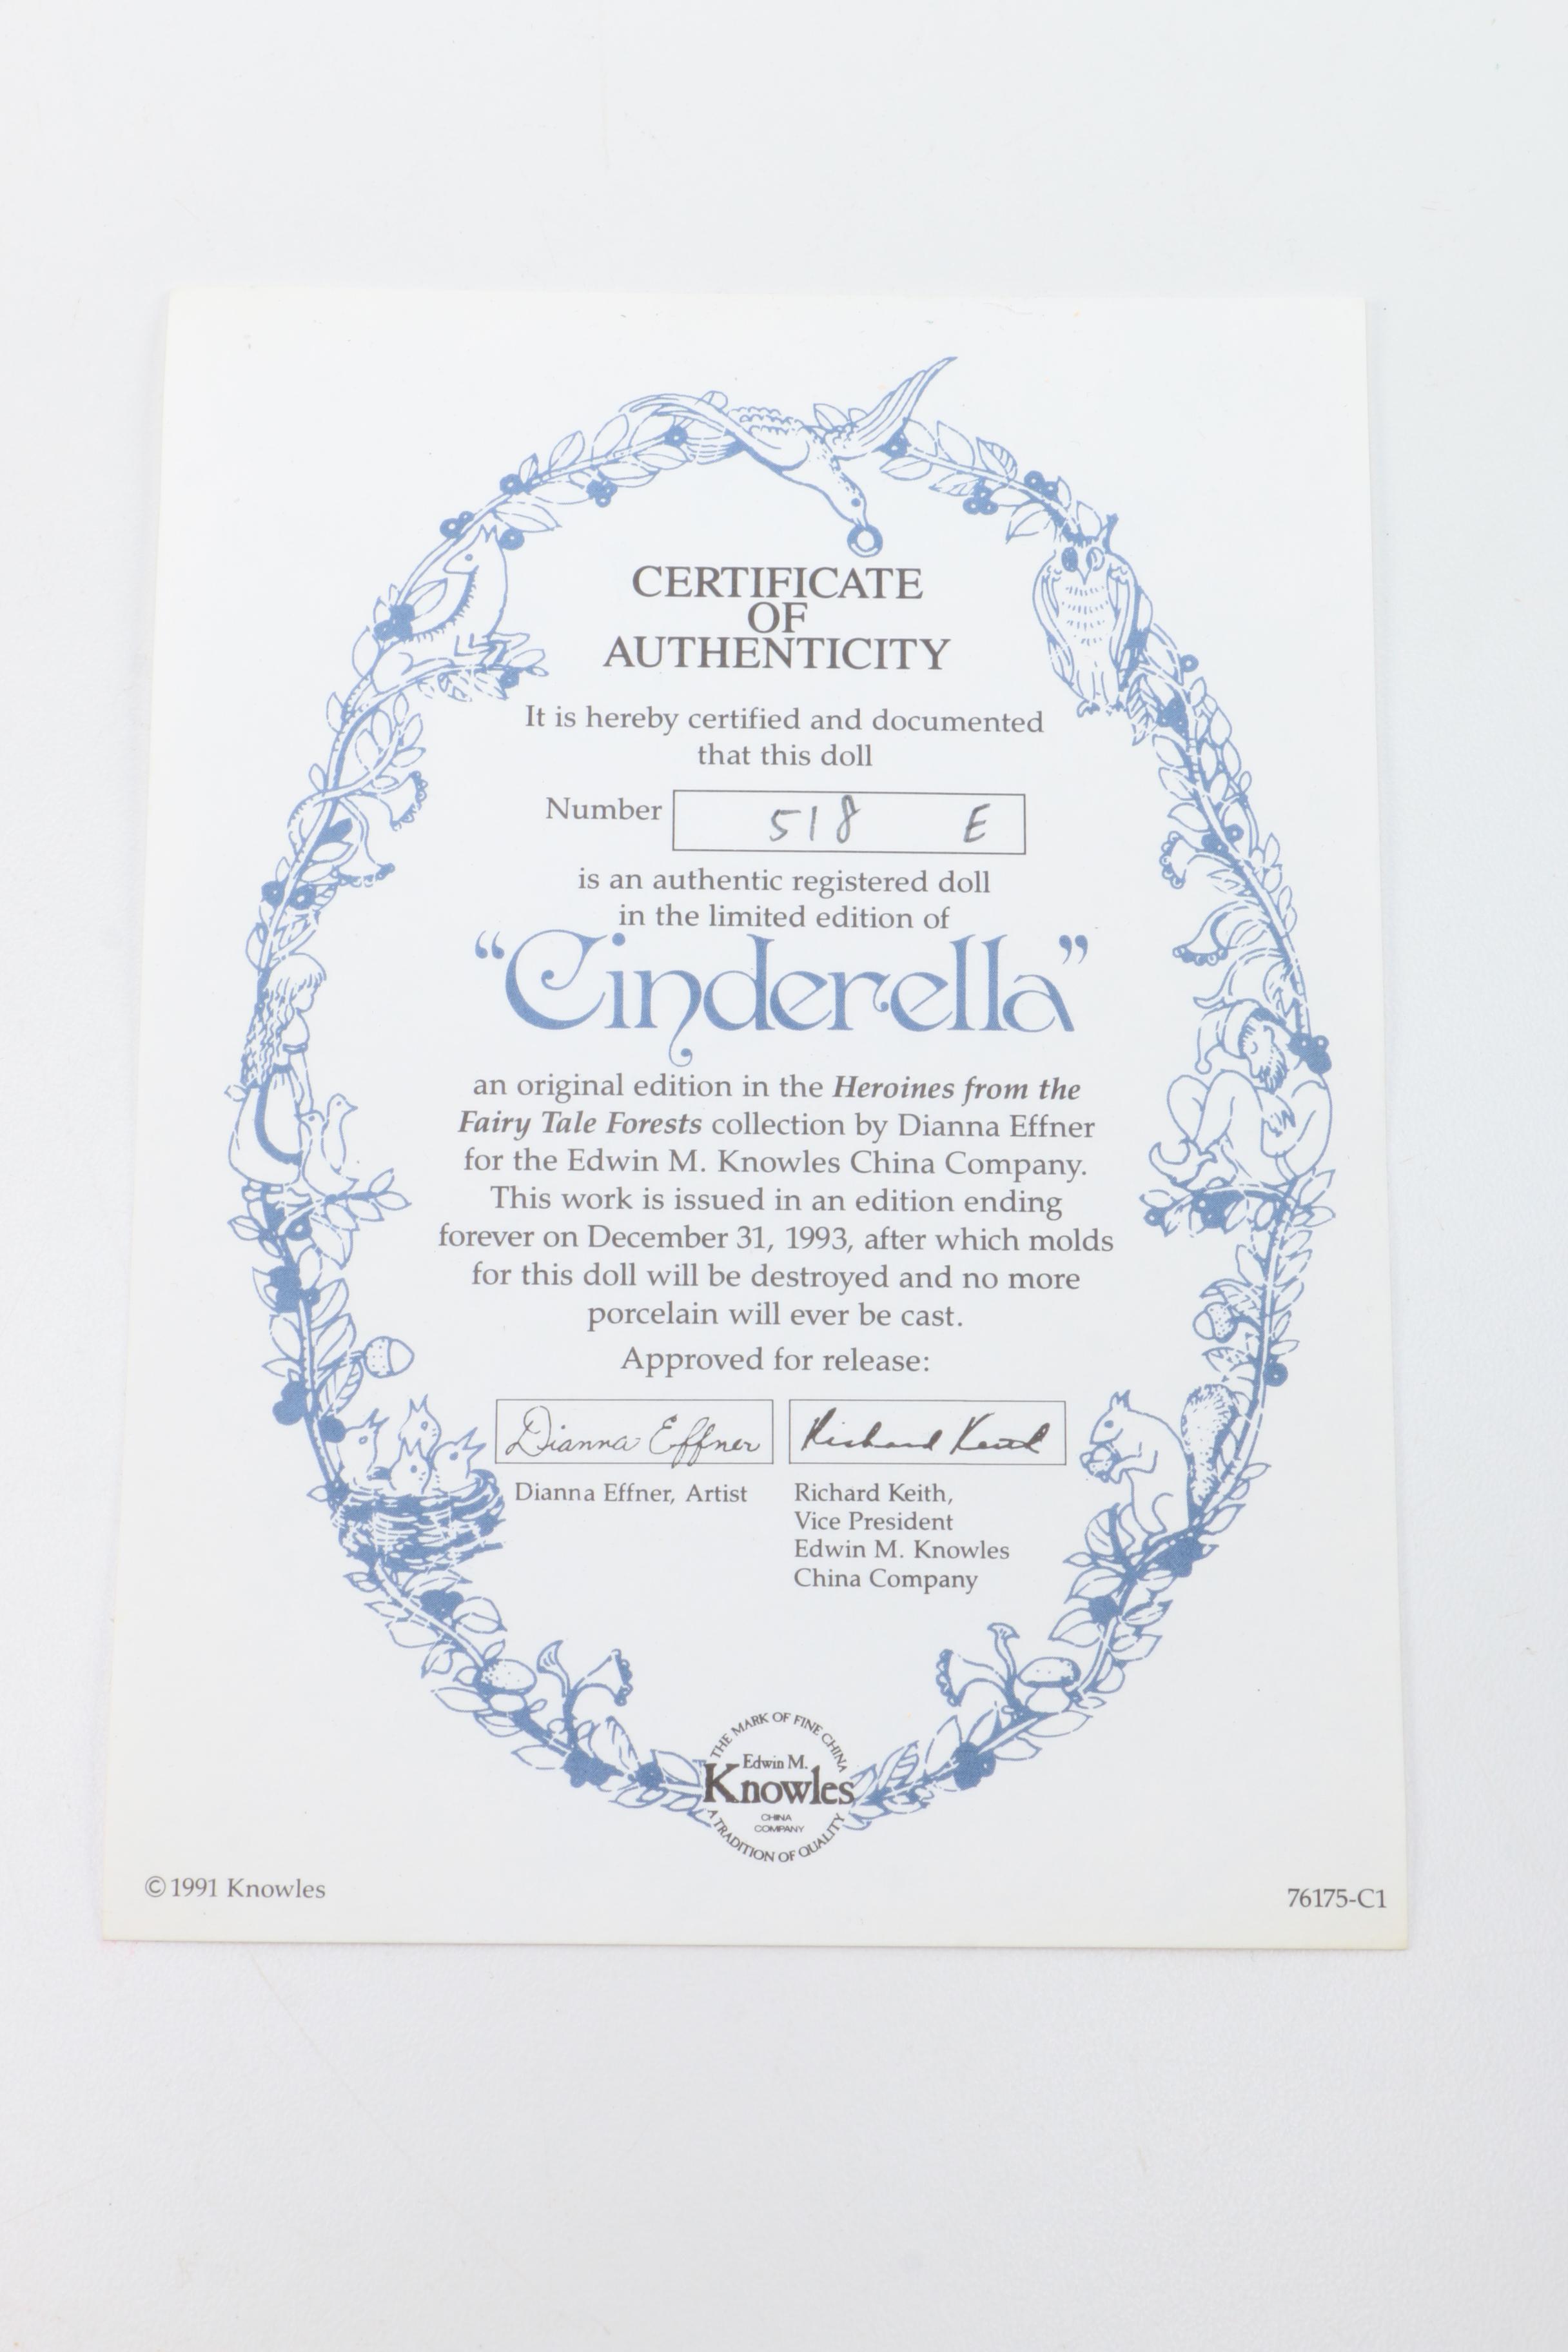 CERTIFICATE
OF
AUTHENTICITY
It is hereby certified and documented
that this doll
Number 518 E
is an authentic registered doll
in the limited edition of
“Cinderella”
an original edition in the Heroines from the
Fairy Tale Forests collection by Dianna Effner
for the Edwin M. Knowles China Company.
This work is issued in an edition ending
forever on December 31, 1993, after which molds
for this doll will be destroyed and no more
porcelain will ever be cast.
Approved for release:
Dianna Effner Richard Keith
Dianna Effner, Artist
Richard Keith,
Vice President
Edwin M. Knowles
China Company
THE MARK OF FINE CHINA
Edwin M.
Knowles
CHINA
COMPANY
A TRADITION OF QUALITY
©1991 Knowles
76175-C1